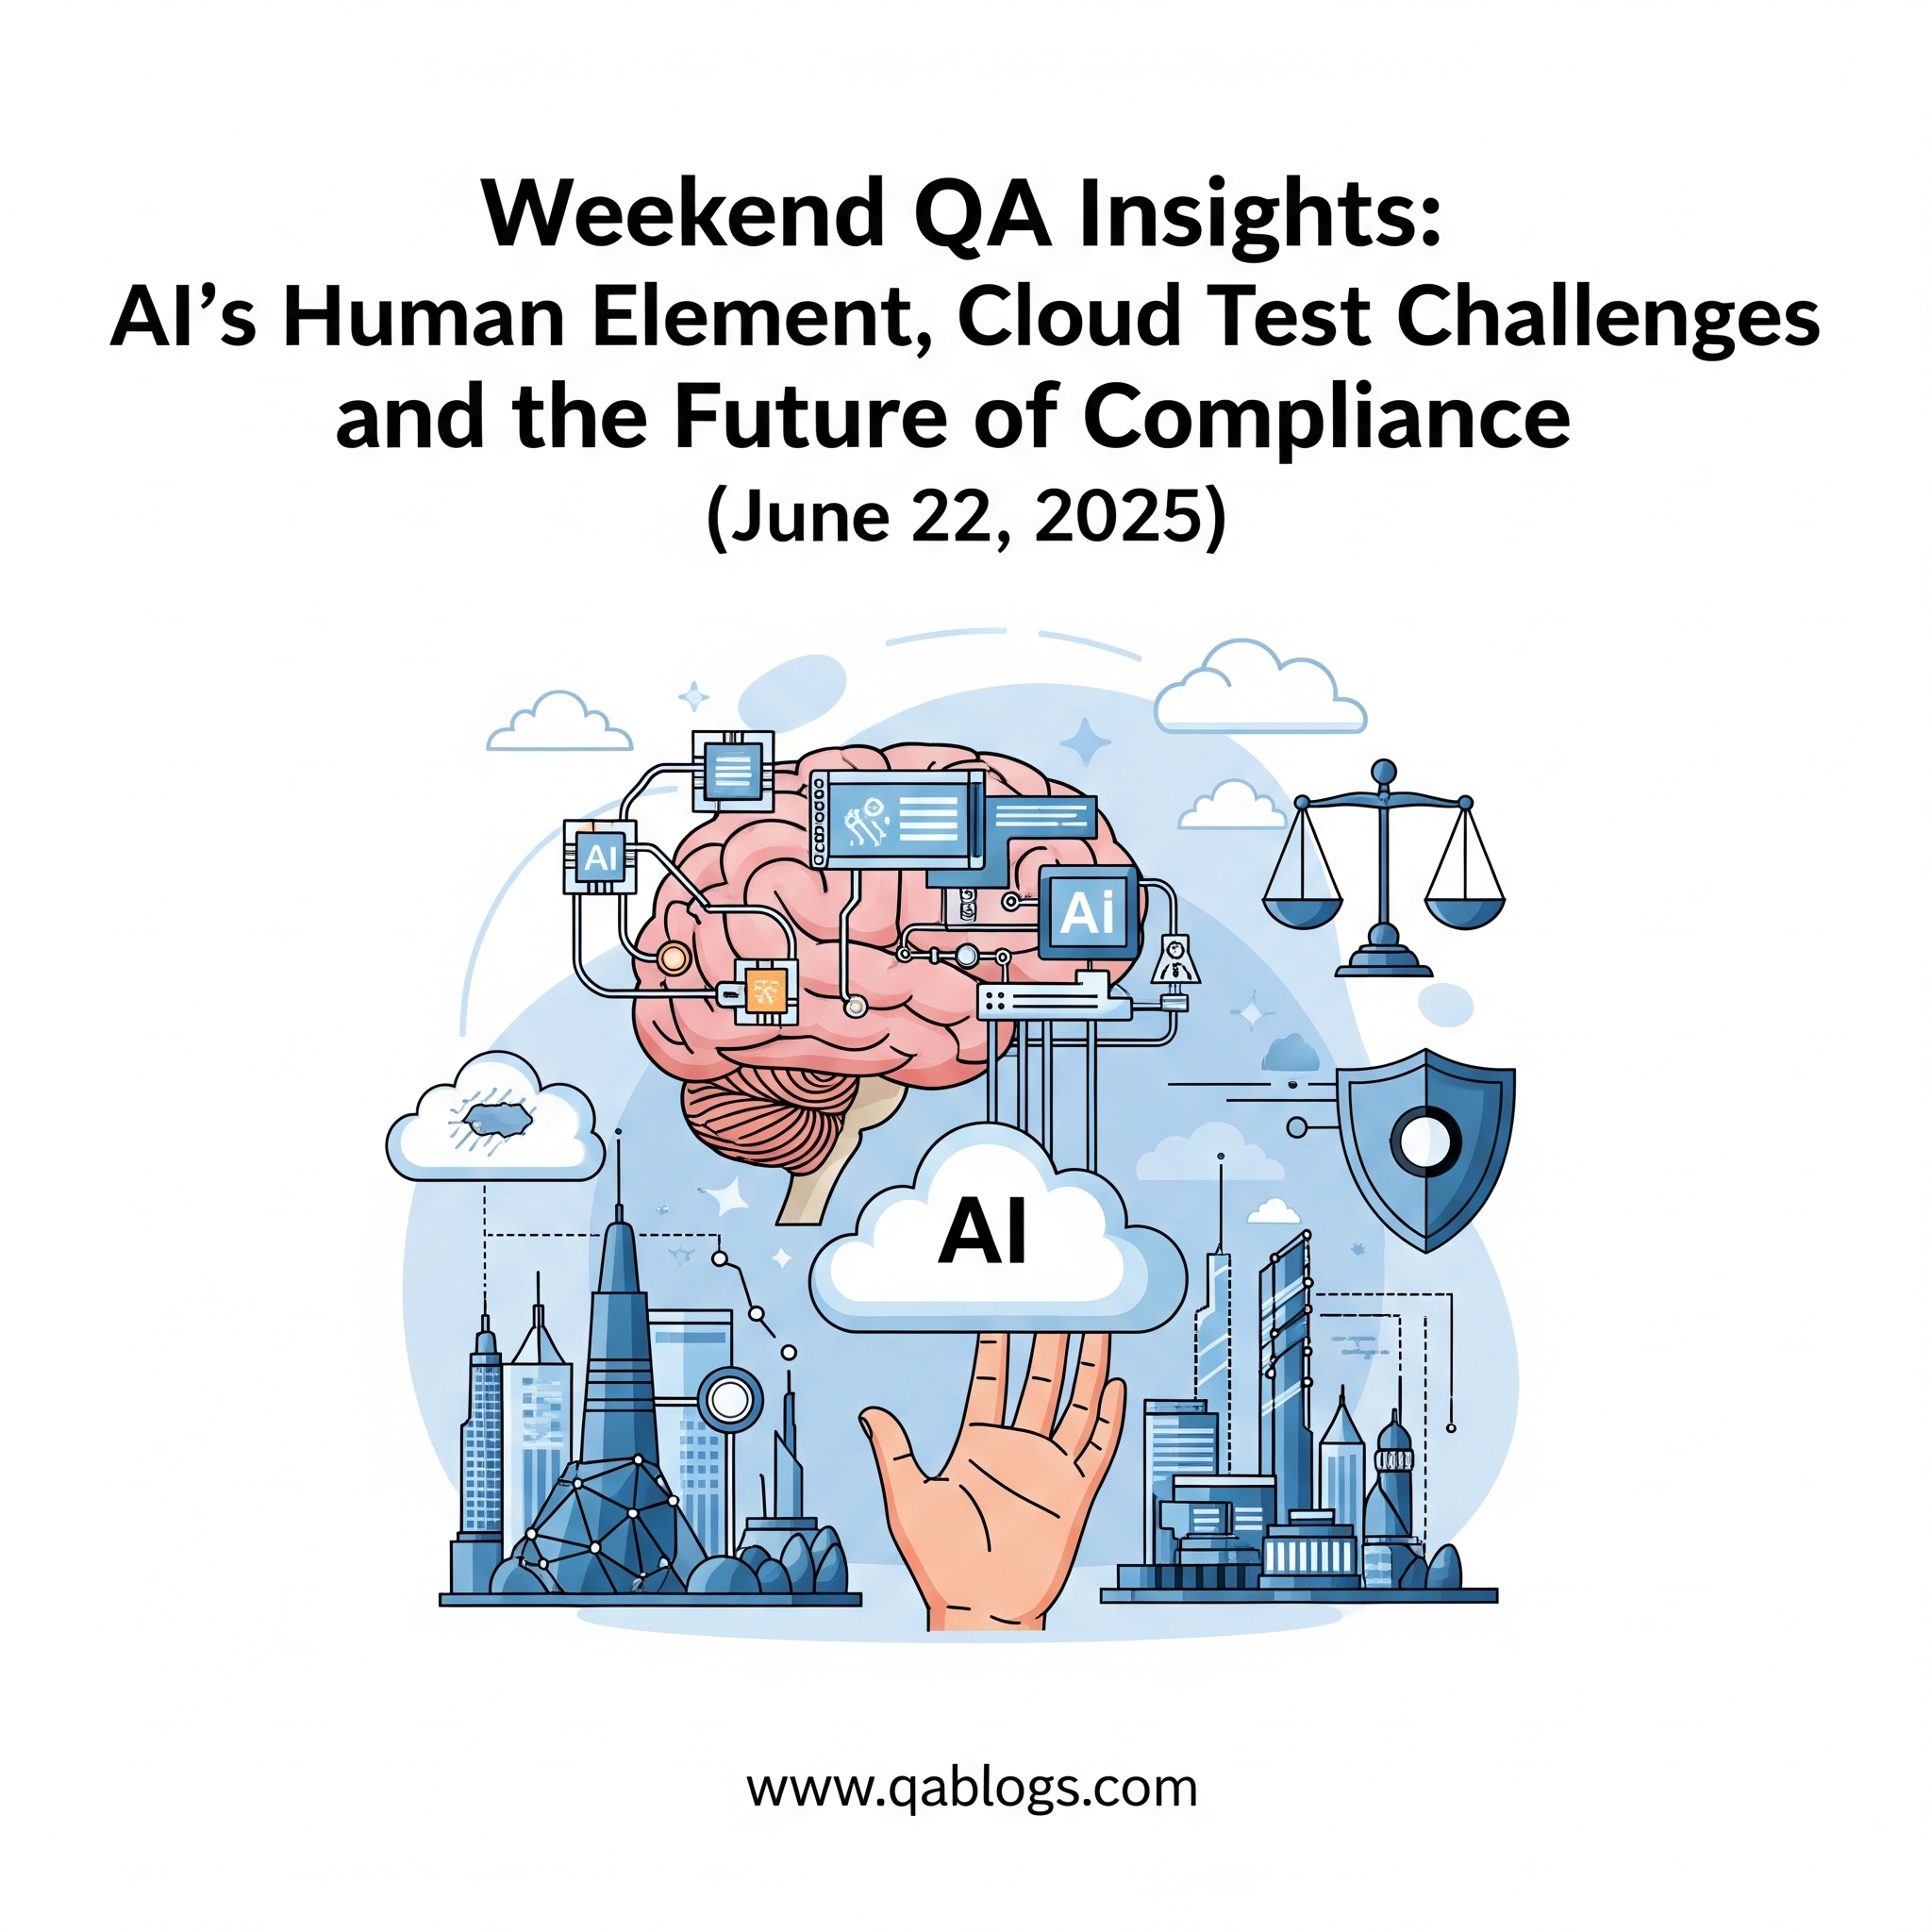 Weekend QA Insights:
AI’s Human Element, Cloud Test Challenges
and the Future of Compliance
(June 22, 2025)
AI
Ai
AI
www.qablogs.com